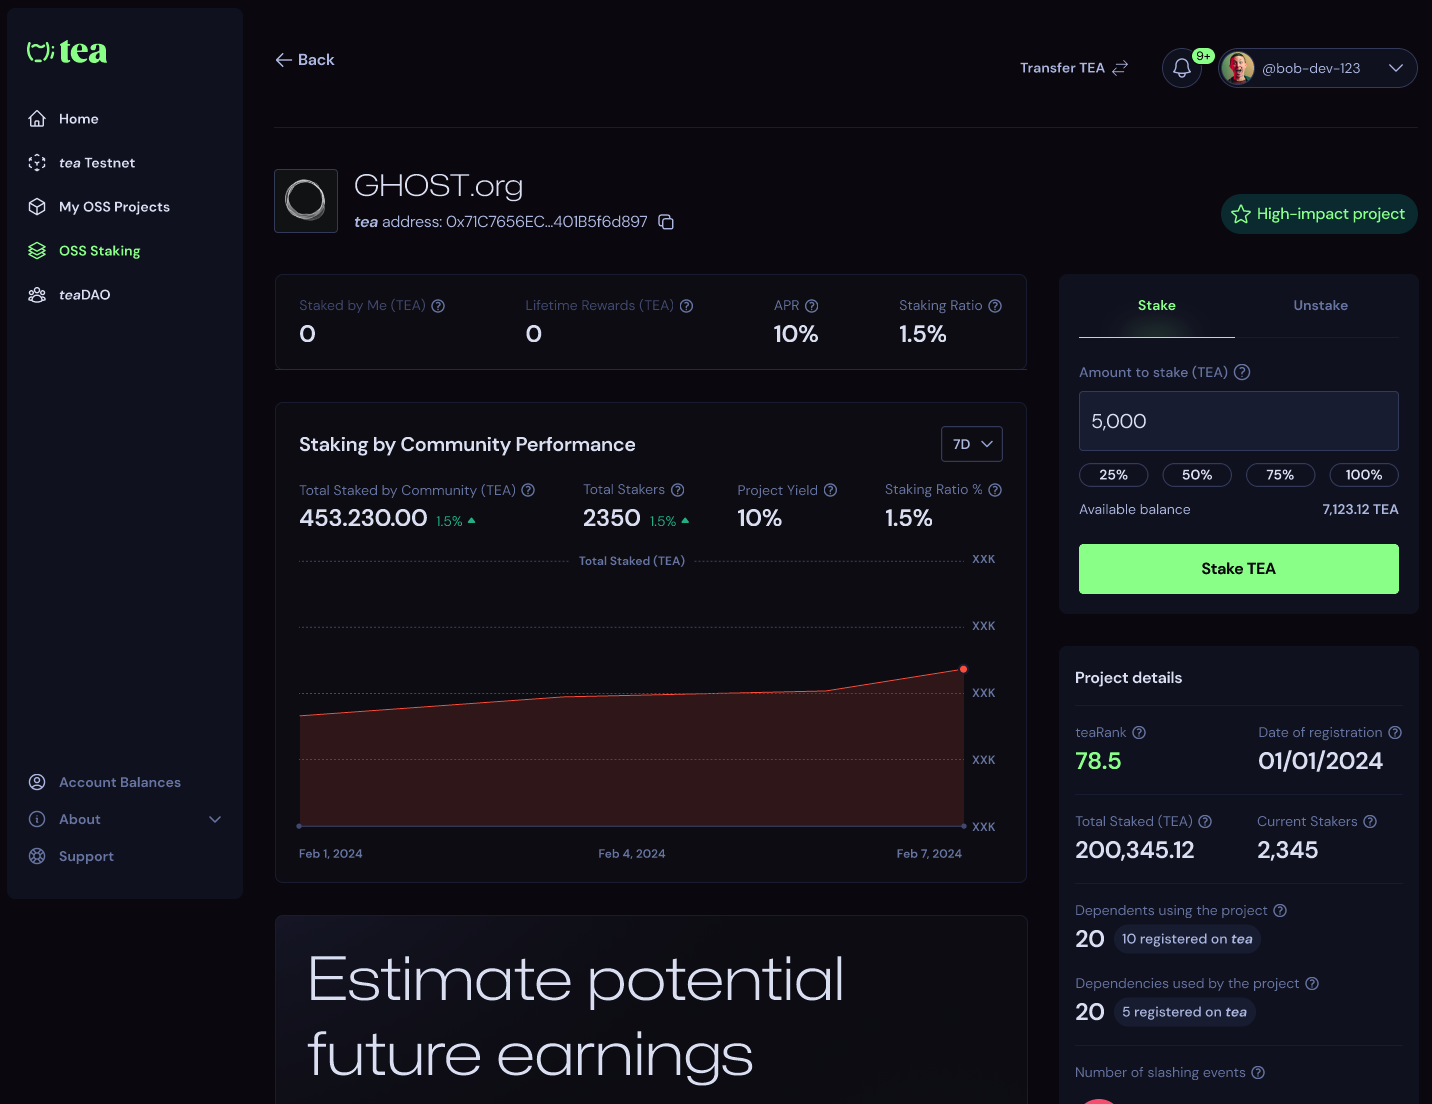 tea
Home
tea Testnet
My OSS Projects
OSS Staking
teaDAO
Account Balances
About
Support
Back
Transfer TEA
9+
@bob-dev-123
GHOST.org
tea address: 0x71C7656EC...401B5f6d897
High-impact project
Staked by Me (TEA)
0
Lifetime Rewards (TEA)
0
APR
10%
Staking Ratio
1.5%
Staking by Community Performance
7D
Total Staked by Community (TEA)
453.230.00 1.5%
Total Stakers
2350 1.5%
Project Yield
10%
Staking Ratio %
1.5%
Total Staked (TEA)
XXK
XXK
XXK
XXK
XXK
Feb 1, 2024
Feb 4, 2024
Feb 7, 2024
Estimate potential
future earnings
Stake
Unstake
Amount to stake (TEA)
5,000
25%
50%
75%
100%
Available balance
7,123.12 TEA
Stake TEA
Project details
teaRank
78.5
Date of registration
01/01/2024
Total Staked (TEA)
200,345.12
Current Stakers
2,345
Dependents using the project
20 10 registered on tea
Dependencies used by the project
20 5 registered on tea
Number of slashing events